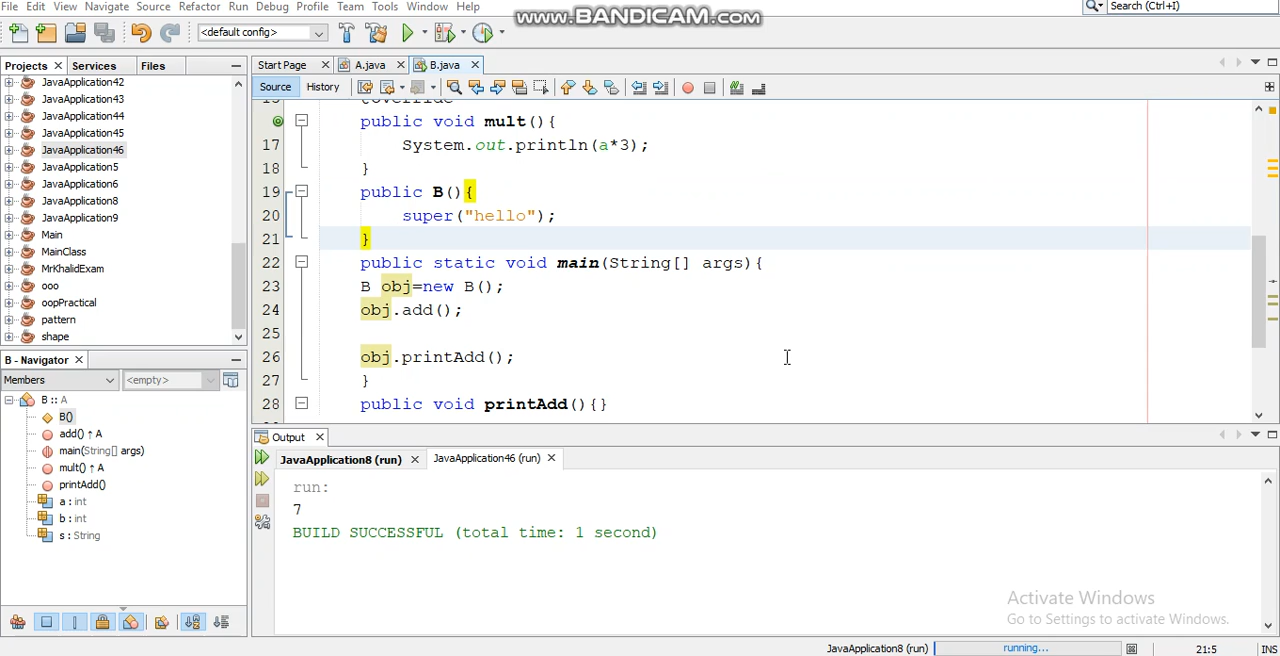 File Edit View Navigate Source Refactor Run Debug Profile Team Tools Window Help
www.BANDICAM.com
Search (Ctrl+I)
<default config>
Projects Services Files
Start Page A.java B.java
Source History
JavaApplication42
JavaApplication43
JavaApplication44
JavaApplication45
JavaApplication46
JavaApplication5
JavaApplication6
JavaApplication8
JavaApplication9
Main
MainClass
MrKhalidExam
ooo
oopPractical
pattern
shape
public void mult(){
17 System.out.println(a*3);
18 }
19 public B(){
20 super("hello");
21 }
22 public static void main(String[] args){
23 B obj=new B();
24 obj.add();
25
26 obj.printAdd();
27 }
28 public void printAdd(){}
B - Navigator
Members <empty>
B :: A
B()
add() ↑ A
main(String[] args)
mult() ↑ A
printAdd()
a : int
b : int
s : String
Output
JavaApplication8 (run) JavaApplication46 (run)
run:
7
BUILD SUCCESSFUL (total time: 1 second)
Activate Windows
Go to Settings to activate Windows.
JavaApplication8 (run) running... 21:5 INS